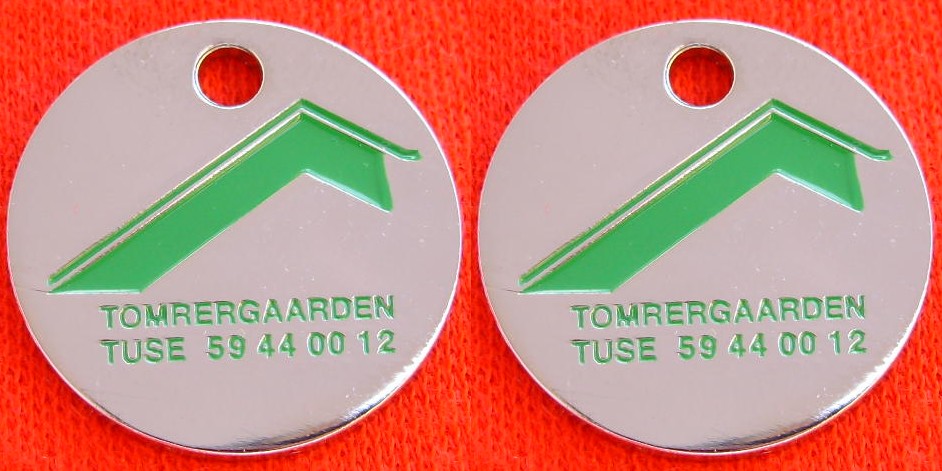 TOMRERGAARDEN
TUSE 59 44 00 12
TOMRERGAARDEN
TUSE 59 44 00 12